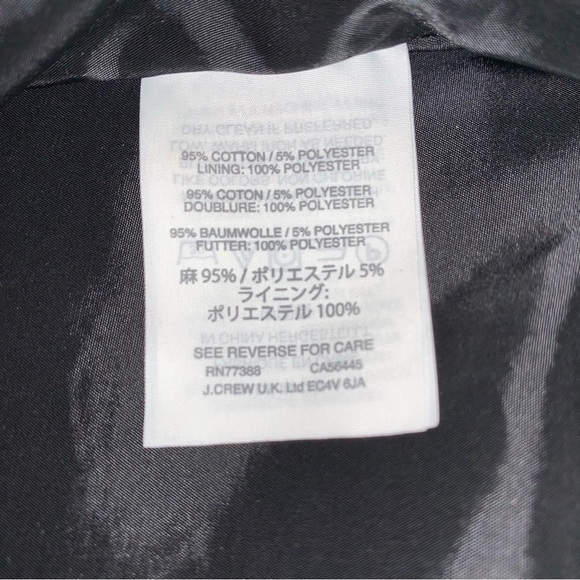 95% COTTON / 5% POLYESTER
LINING: 100% POLYESTER
95% COTON / 5% POLYESTER
DOUBLURE: 100% POLYESTER
95% BAUMWOLLE / 5% POLYESTER
FUTTER: 100% POLYESTER
麻 95% / ポリエステル 5%
ライニング:
ポリエステル 100%
SEE REVERSE FOR CARE
RN77388 CA56445
J.CREW U.K. Ltd EC4V 6JA